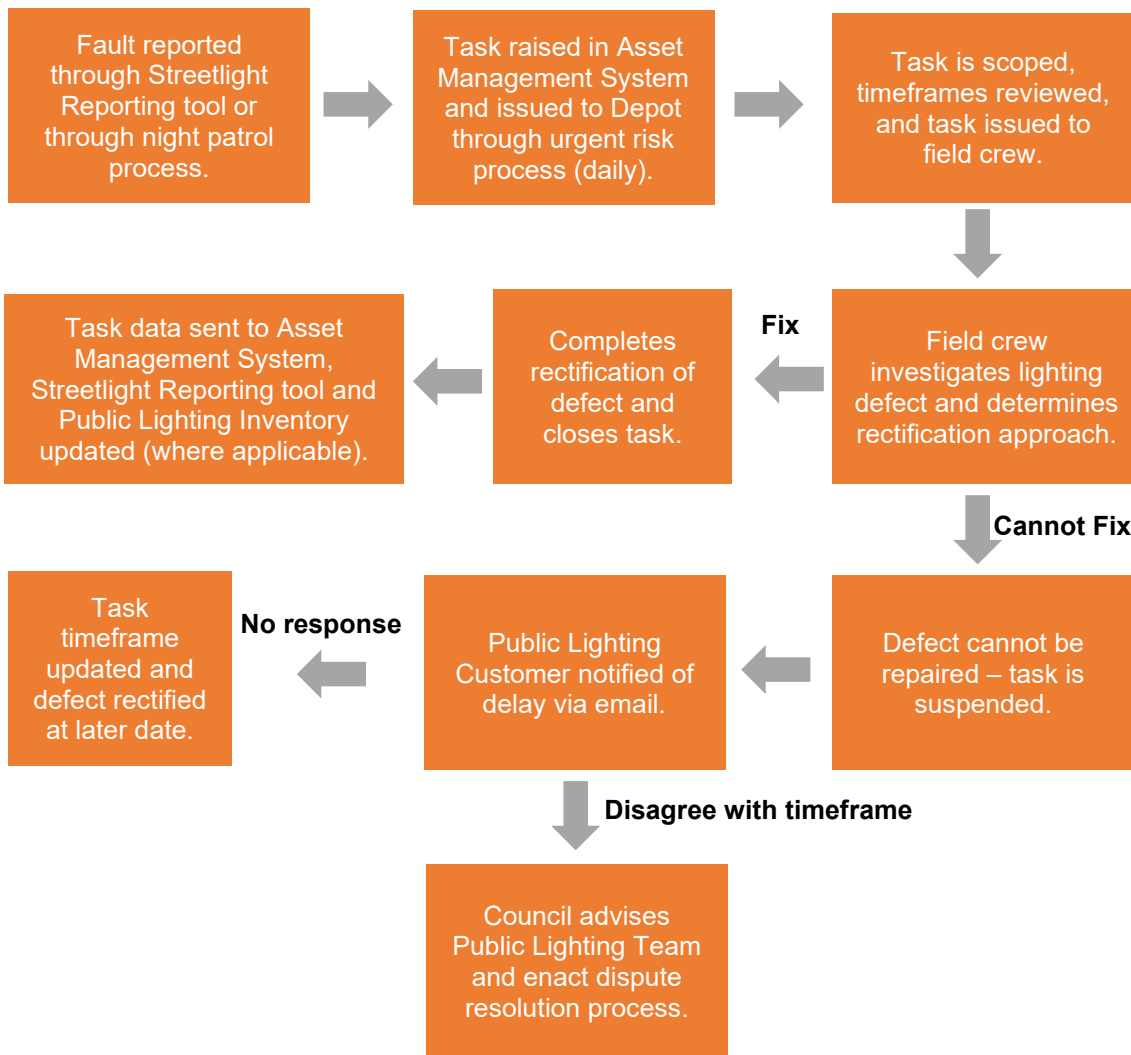 Fault reported
through Streetlight
Reporting tool or
through night patrol
process.
Task raised in Asset
Management System
and issued to Depot
through urgent risk
process (daily).
Task is scoped,
timeframes reviewed,
and task issued to
field crew.
Field crew
investigates lighting
defect and determines
rectification approach.
Fix
Completes
rectification of
defect and
closes task.
Task data sent to Asset
Management System,
Streetlight Reporting tool and
Public Lighting Inventory
updated (where applicable).
Cannot Fix
Defect cannot be
repaired – task is
suspended.
Public Lighting
Customer notified of
delay via email.
No response
Task
timeframe
updated and
defect rectified
at later date.
Disagree with timeframe
Council advises
Public Lighting Team
and enact dispute
resolution process.